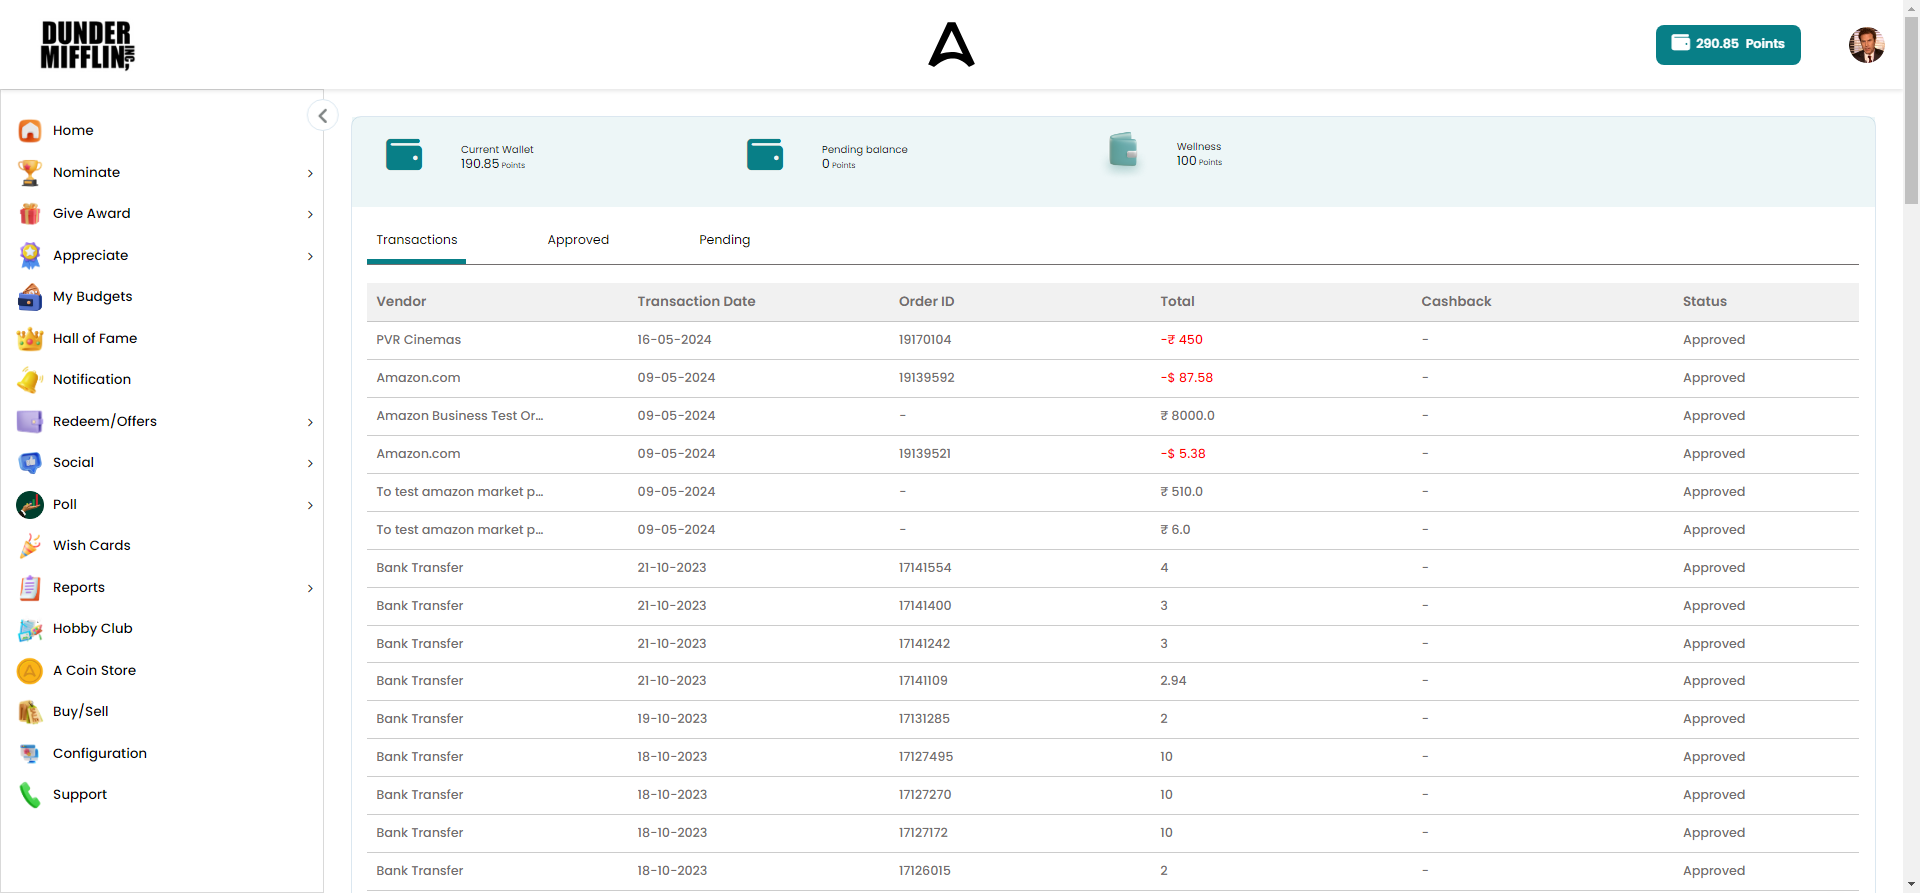 DUNDER
MIFFLIN, INC.
290.85 Points
Home
Nominate
Give Award
Appreciate
My Budgets
Hall of Fame
Notification
Redeem/Offers
Social
Poll
Wish Cards
Reports
Hobby Club
A Coin Store
Buy/Sell
Configuration
Support
Current Wallet
190.85 Points
Pending balance
0 Points
Wellness
100 Points
Transactions Approved Pending
Vendor Transaction Date Order ID Total Cashback Status
PVR Cinemas 16-05-2024 19170104 -₹ 450 - Approved
Amazon.com 09-05-2024 19139592 -$ 87.58 - Approved
Amazon Business Test Or... 09-05-2024 - ₹ 8000.0 - Approved
Amazon.com 09-05-2024 19139521 -$ 5.38 - Approved
To test amazon market p... 09-05-2024 - ₹ 510.0 - Approved
To test amazon market p... 09-05-2024 - ₹ 6.0 - Approved
Bank Transfer 21-10-2023 17141554 4 - Approved
Bank Transfer 21-10-2023 17141400 3 - Approved
Bank Transfer 21-10-2023 17141242 3 - Approved
Bank Transfer 21-10-2023 17141109 2.94 - Approved
Bank Transfer 19-10-2023 17131285 2 - Approved
Bank Transfer 18-10-2023 17127495 10 - Approved
Bank Transfer 18-10-2023 17127270 10 - Approved
Bank Transfer 18-10-2023 17127172 10 - Approved
Bank Transfer 18-10-2023 17126015 2 - Approved